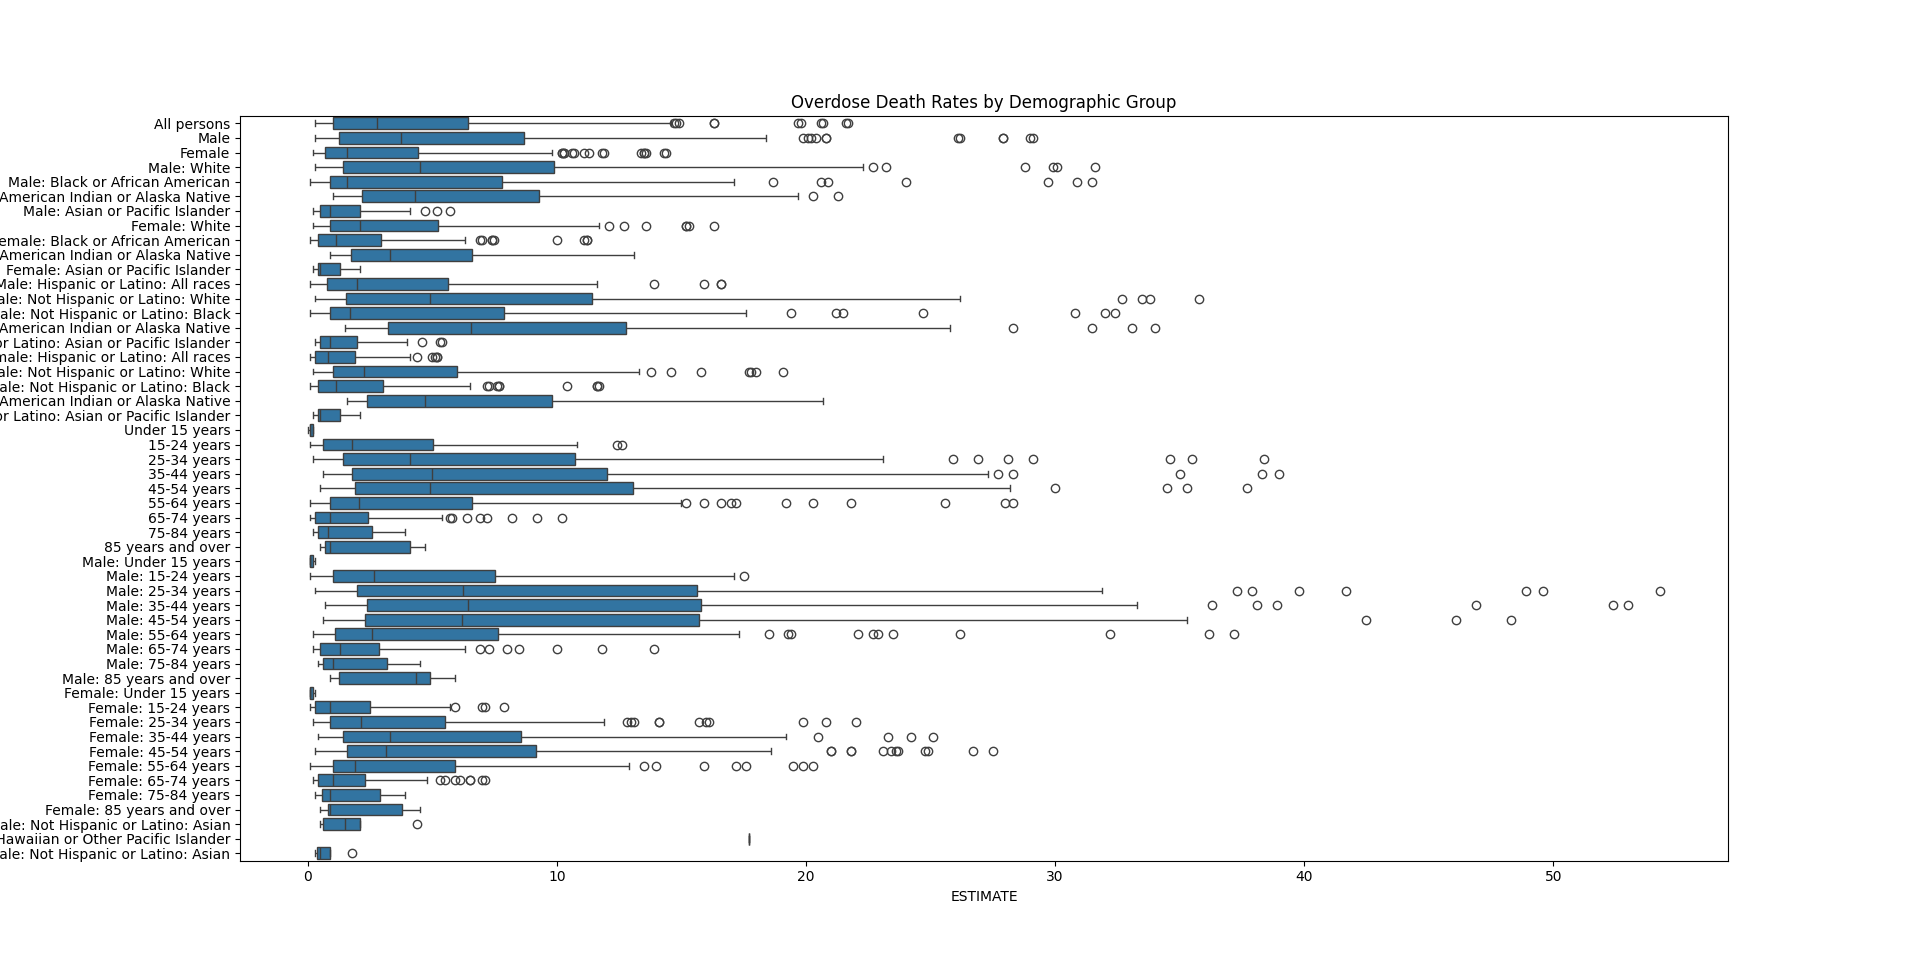 Overdose Death Rates by Demographic Group
All persons
Male
Female
Male: White
Male: Black or African American
American Indian or Alaska Native
Male: Asian or Pacific Islander
Female: White
emale: Black or African American
American Indian or Alaska Native
Female: Asian or Pacific Islander
Male: Hispanic or Latino: All races
ale: Not Hispanic or Latino: White
ale: Not Hispanic or Latino: Black
American Indian or Alaska Native
or Latino: Asian or Pacific Islander
male: Hispanic or Latino: All races
ale: Not Hispanic or Latino: White
ale: Not Hispanic or Latino: Black
American Indian or Alaska Native
or Latino: Asian or Pacific Islander
Under 15 years
15-24 years
25-34 years
35-44 years
45-54 years
55-64 years
65-74 years
75-84 years
85 years and over
Male: Under 15 years
Male: 15-24 years
Male: 25-34 years
Male: 35-44 years
Male: 45-54 years
Male: 55-64 years
Male: 65-74 years
Male: 75-84 years
Male: 85 years and over
Female: Under 15 years
Female: 15-24 years
Female: 25-34 years
Female: 35-44 years
Female: 45-54 years
Female: 55-64 years
Female: 65-74 years
Female: 75-84 years
Female: 85 years and over
ale: Not Hispanic or Latino: Asian
Hawaiian or Other Pacific Islander
ale: Not Hispanic or Latino: Asian
0 10 20 30 40 50
ESTIMATE